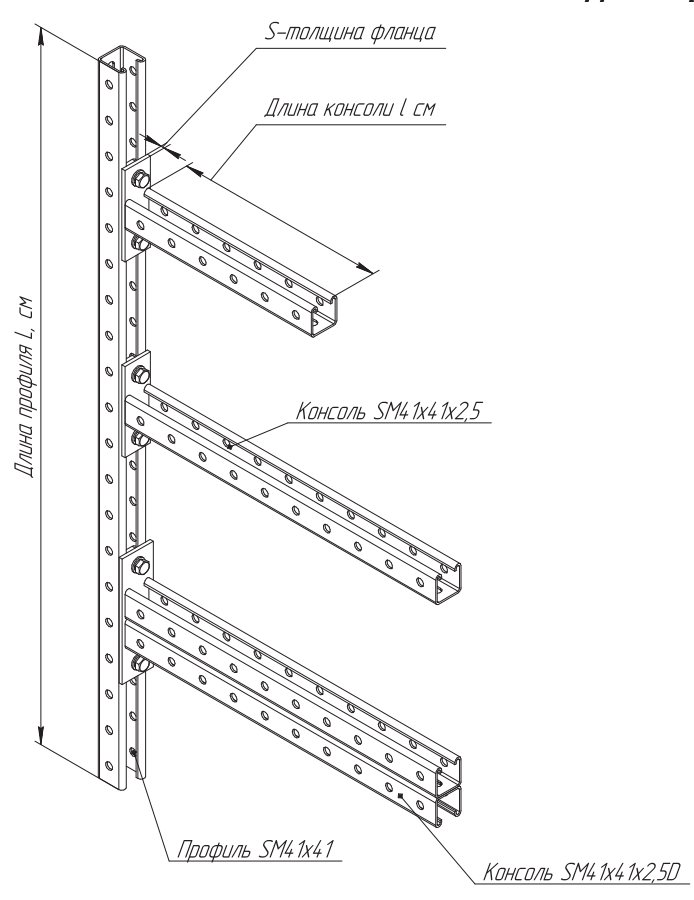 S-толщина фланца
Длина консоли l см
Длина профиля L, см
Консоль SM41x41x2,5
Профиль SM41x41
Консоль SM41x41x2,5D